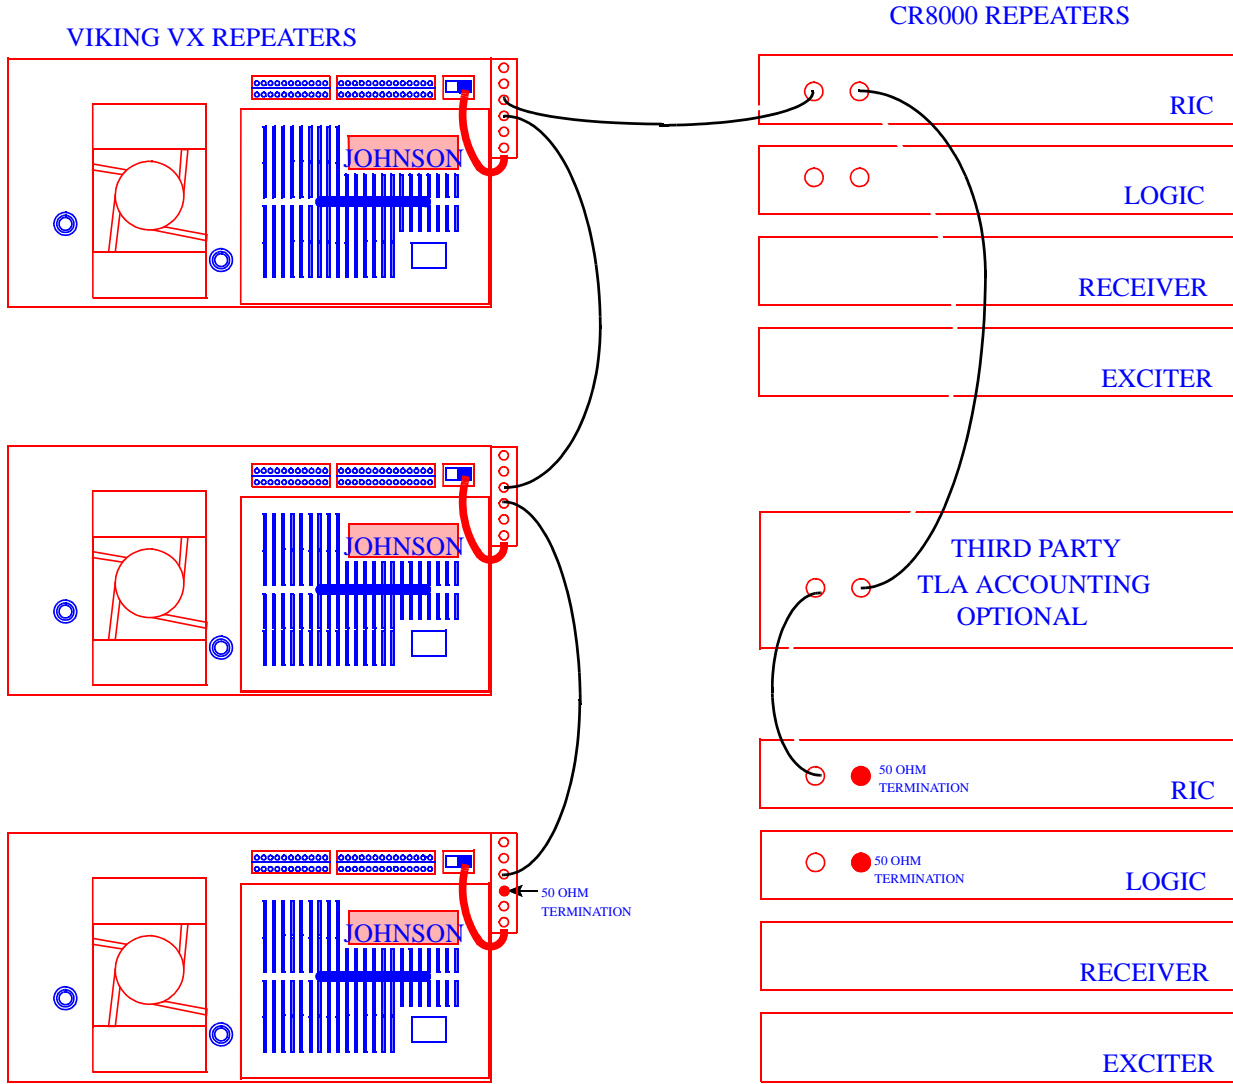 VIKING VX REPEATERS
CR8000 REPEATERS
JOHNSON
RIC
LOGIC
RECEIVER
EXCITER
JOHNSON
THIRD PARTY
TLA ACCOUNTING
OPTIONAL
50 OHM
TERMINATION
RIC
50 OHM
TERMINATION
LOGIC
50 OHM
TERMINATION
JOHNSON
RECEIVER
EXCITER